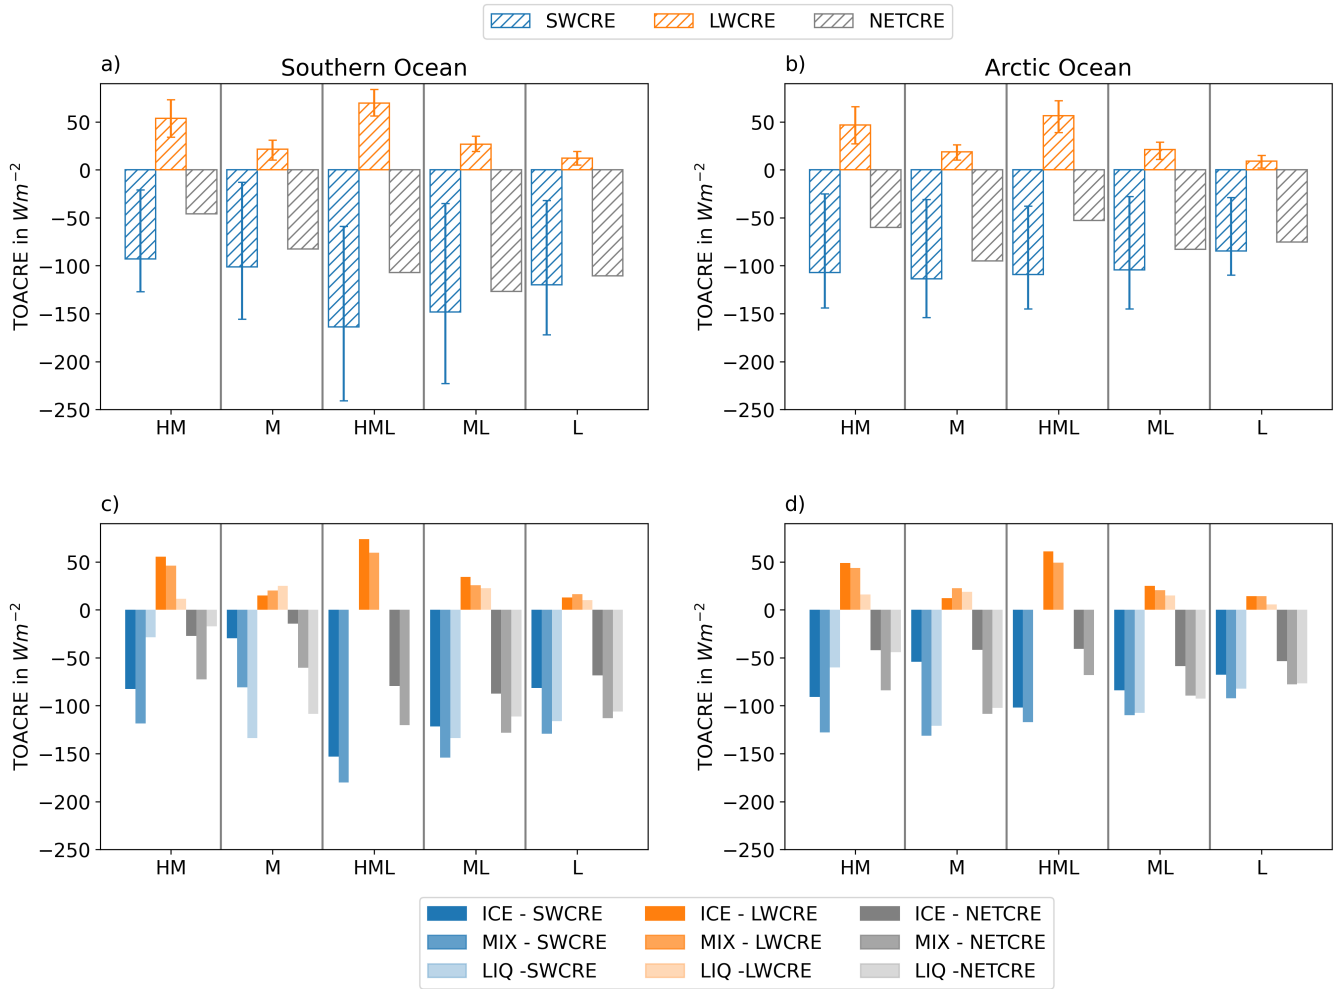 SWCRE LWCRE NETCRE
a) Southern Ocean
b) Arctic Ocean
TOACRE in Wm−2
50
0
−50
−100
−150
−200
−250
HM M HML ML L
TOACRE in Wm−2
50
0
−50
−100
−150
−200
−250
HM M HML ML L
c)
d)
TOACRE in Wm−2
50
0
−50
−100
−150
−200
−250
HM M HML ML L
TOACRE in Wm−2
50
0
−50
−100
−150
−200
−250
HM M HML ML L
ICE - SWCRE ICE - LWCRE ICE - NETCRE
MIX - SWCRE MIX - LWCRE MIX - NETCRE
LIQ -SWCRE LIQ -LWCRE LIQ -NETCRE